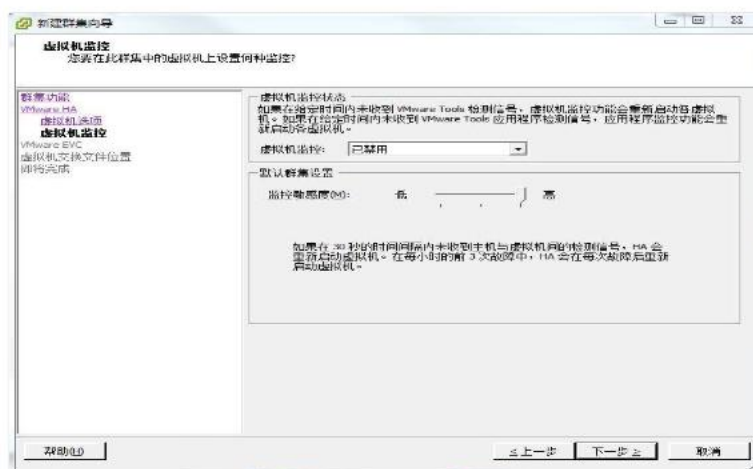 新建群集向导
虚拟机监控
您要在此群集中的虚拟机上设置何种监控?
群集功能
VMware HA
虚拟机选项
虚拟机监控
VMware EVC
虚拟机交换文件位置
即将完成
虚拟机监控状态
如果在给定时间内未收到 VMware Tools 检测信号，虚拟机监控功能会重新启动各虚拟
机。如果在给定时间内未收到 VMware Tools 应用程序检测信号，应用程序监控功能会重
新启动各虚拟机。
虚拟机监控: 已禁用
默认群集设置
监控敏感度(M): 低 高
如果在 30 秒的时间间隔内未收到主机与虚拟机间的检测信号，HA 会
重新启动虚拟机。在每小时的前 3 次故障中，HA 会在每次故障后重新
启动虚拟机。
帮助(H) ≤上一步 下一步≥ 取消